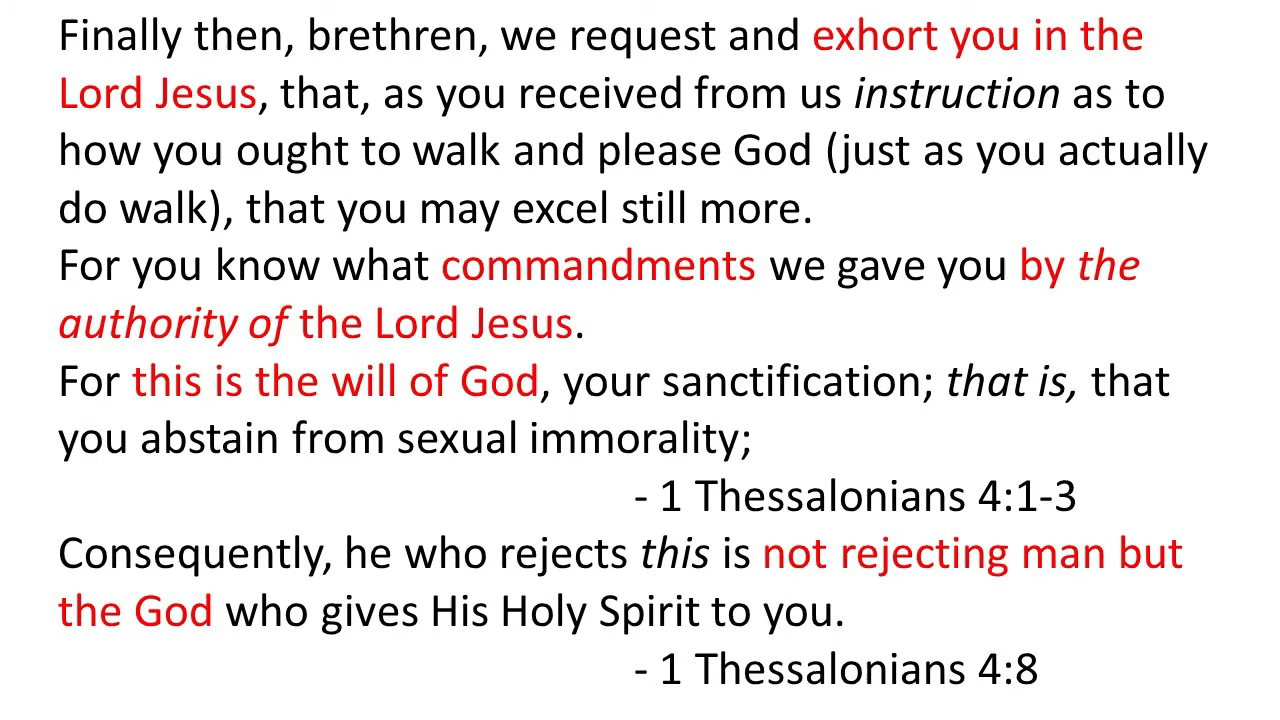 Finally then, brethren, we request and exhort you in the
Lord Jesus, that, as you received from us instruction as to
how you ought to walk and please God (just as you actually
do walk), that you may excel still more.
For you know what commandments we gave you by the
authority of the Lord Jesus.
For this is the will of God, your sanctification; that is, that
you abstain from sexual immorality;
- 1 Thessalonians 4:1-3
Consequently, he who rejects this is not rejecting man but
the God who gives His Holy Spirit to you.
- 1 Thessalonians 4:8